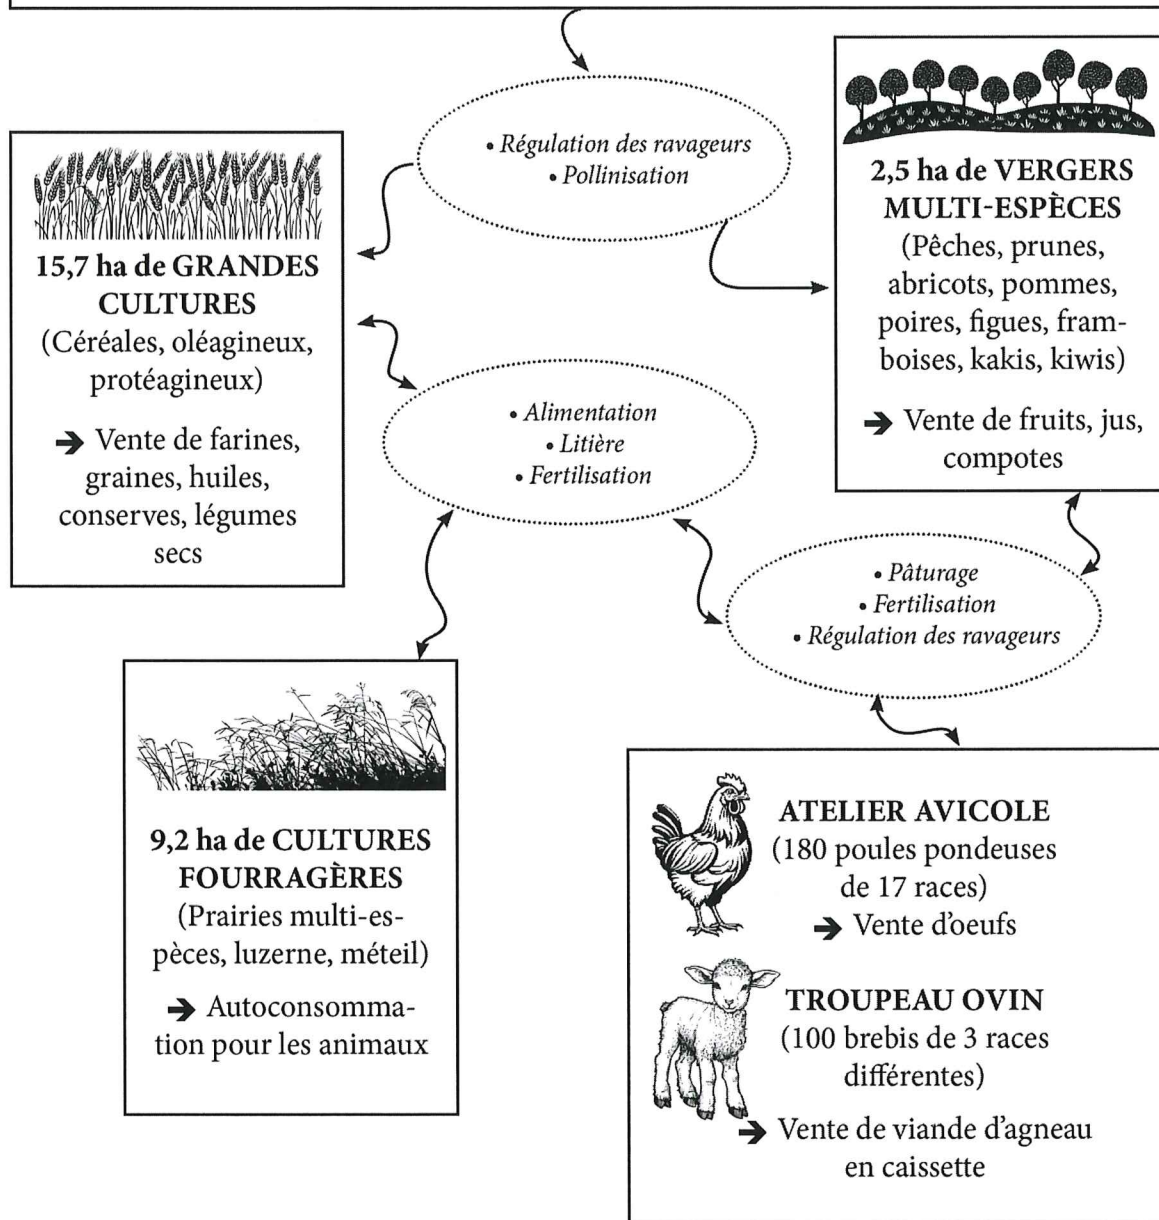 • Régulation des ravageurs
• Pollinisation
2,5 ha de VERGERS
MULTI-ESPÈCES
(Pêches, prunes,
abricots, pommes,
poires, figues, fram-
boises, kakis, kiwis)
➔ Vente de fruits, jus,
compotes
15,7 ha de GRANDES
CULTURES
(Céréales, oléagineux,
protéagineux)
➔ Vente de farines,
graines, huiles,
conserves, légumes
secs
• Alimentation
• Litière
• Fertilisation
• Pâturage
• Fertilisation
• Régulation des ravageurs
9,2 ha de CULTURES
FOURRAGÈRES
(Prairies multi-es-
pèces, luzerne, méteil)
➔ Autoconsomma-
tion pour les animaux
ATELIER AVICOLE
(180 poules pondeuses
de 17 races)
➔ Vente d'oeufs
TROUPEAU OVIN
(100 brebis de 3 races
différentes)
➔ Vente de viande d'agneau
en caissette